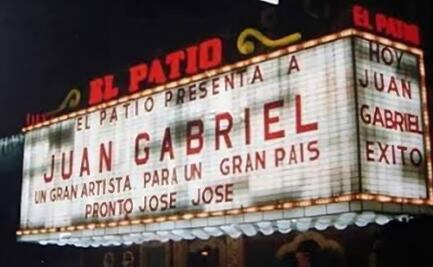 EL PATIO
EL PATIO PRESENTA A
JUAN GABRIEL
UN GRAN ARTISTA PARA UN GRAN PAIS
PRONTO JOSE JOSE
EL PATIO
HOY
JUAN
GABRIEL
EXITO